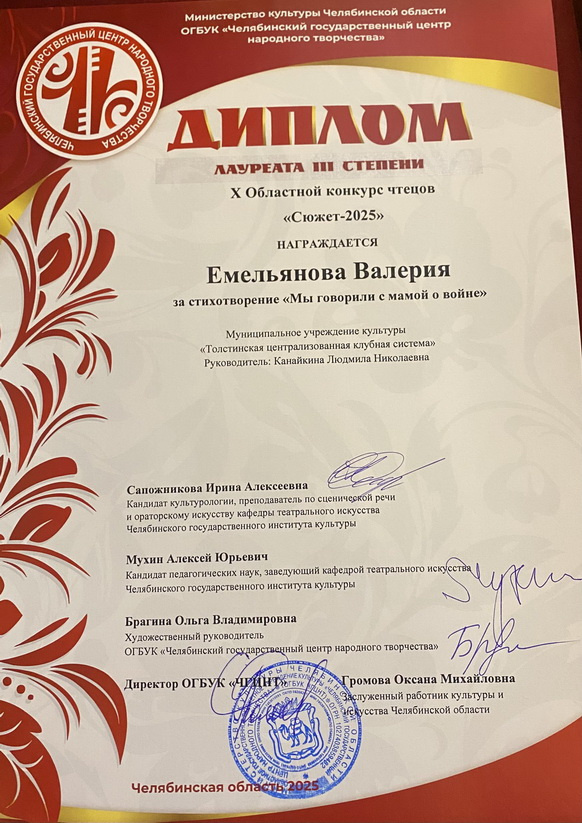 Министерство культуры Челябинской области
ОГБУК «Челябинский государственный центр
народного творчества»
ЧЕЛЯБИНСКИЙ ГОСУДАРСТВЕННЫЙ ЦЕНТР НАРОДНОГО ТВОРЧЕСТВА
ДИПЛОМ
ЛАУРЕАТА III СТЕПЕНИ
X Областной конкурс чтецов
«Сюжет-2025»
НАГРАЖДАЕТСЯ
Емельянова Валерия
за стихотворение «Мы говорили с мамой о войне»
Муниципальное учреждение культуры
«Толстинская централизованная клубная система»
Руководитель: Канайкина Людмила Николаевна
Сапожникова Ирина Алексеевна
Кандидат культурологии, преподаватель по сценической речи
и ораторскому искусству кафедры театрального искусства
Челябинского государственного института культуры
Мухин Алексей Юрьевич
Кандидат педагогических наук, заведующий кафедрой театрального искусства
Челябинского государственного института культуры
Брагина Ольга Владимировна
Художественный руководитель
ОГБУК «Челябинский государственный центр народного творчества»
Директор ОГБУК «ЧГЦНТ»
Громова Оксана Михайловна
Заслуженный работник культуры и
искусства Челябинской области
Челябинская область 2025